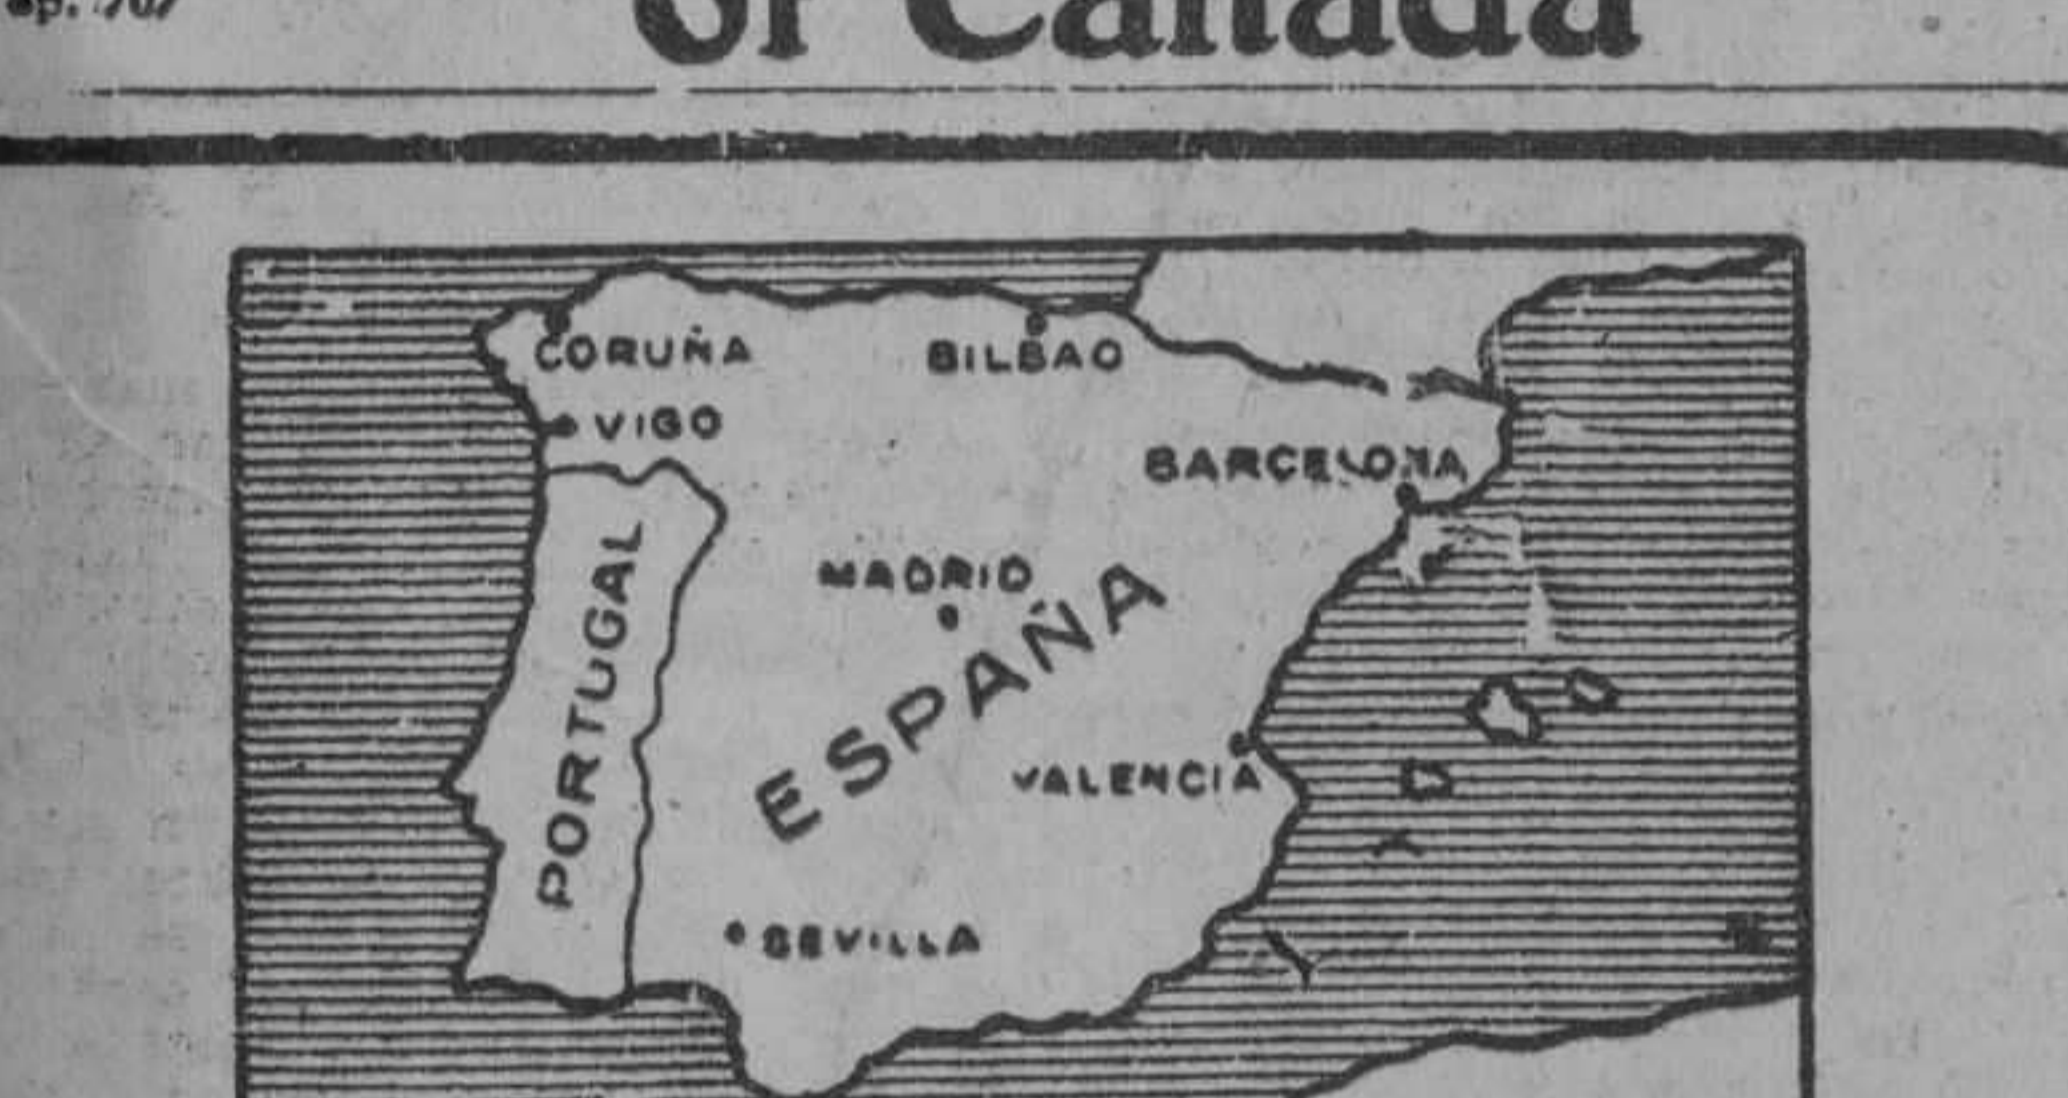 of Canada
CORUÑA
BILBAO
VIGO
BARCELONA
MADRID
ESPAÑA
PORTUGAL
VALENCIA
SEVILLA